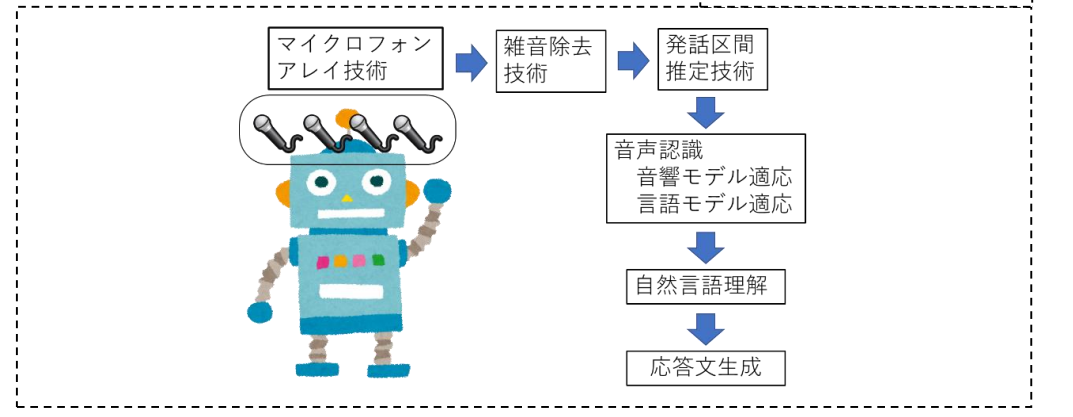 マイクロフォン
アレイ技術
雑音除去
技術
発話区間
推定技術
音声認識
音響モデル適応
言語モデル適応
自然言語理解
応答文生成